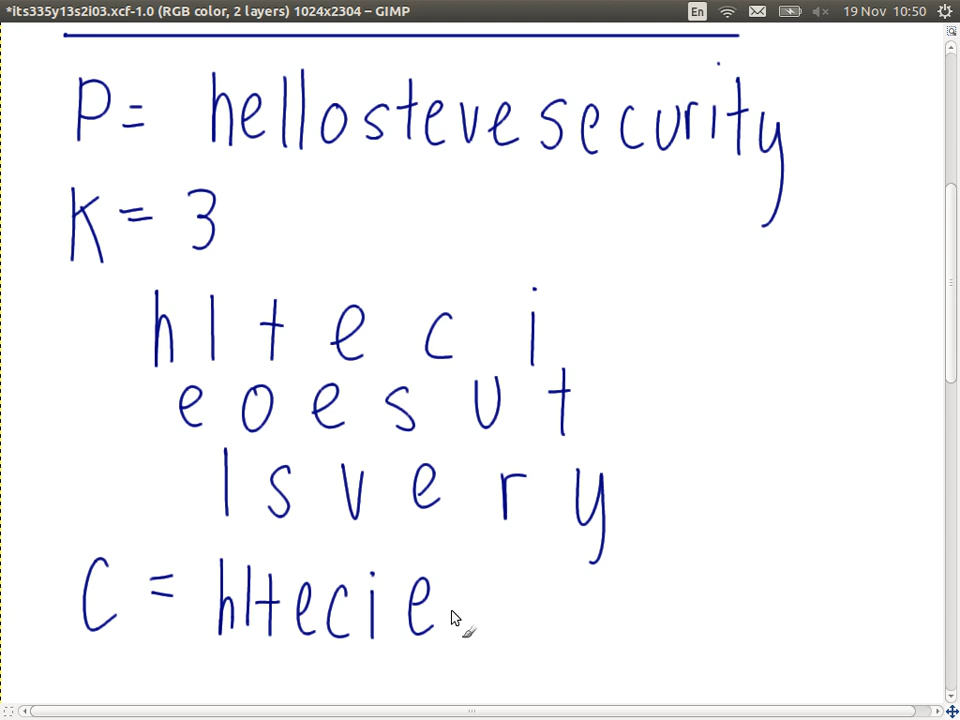 *its335y13s2i03.xcf-1.0 (RGB color, 2 layers) 1024x2304 – GIMP En 19 Nov 10:50
P = hellostevesecurity
K = 3
h l t e c i
e o e s u t
l s v e r y
C = hltecie